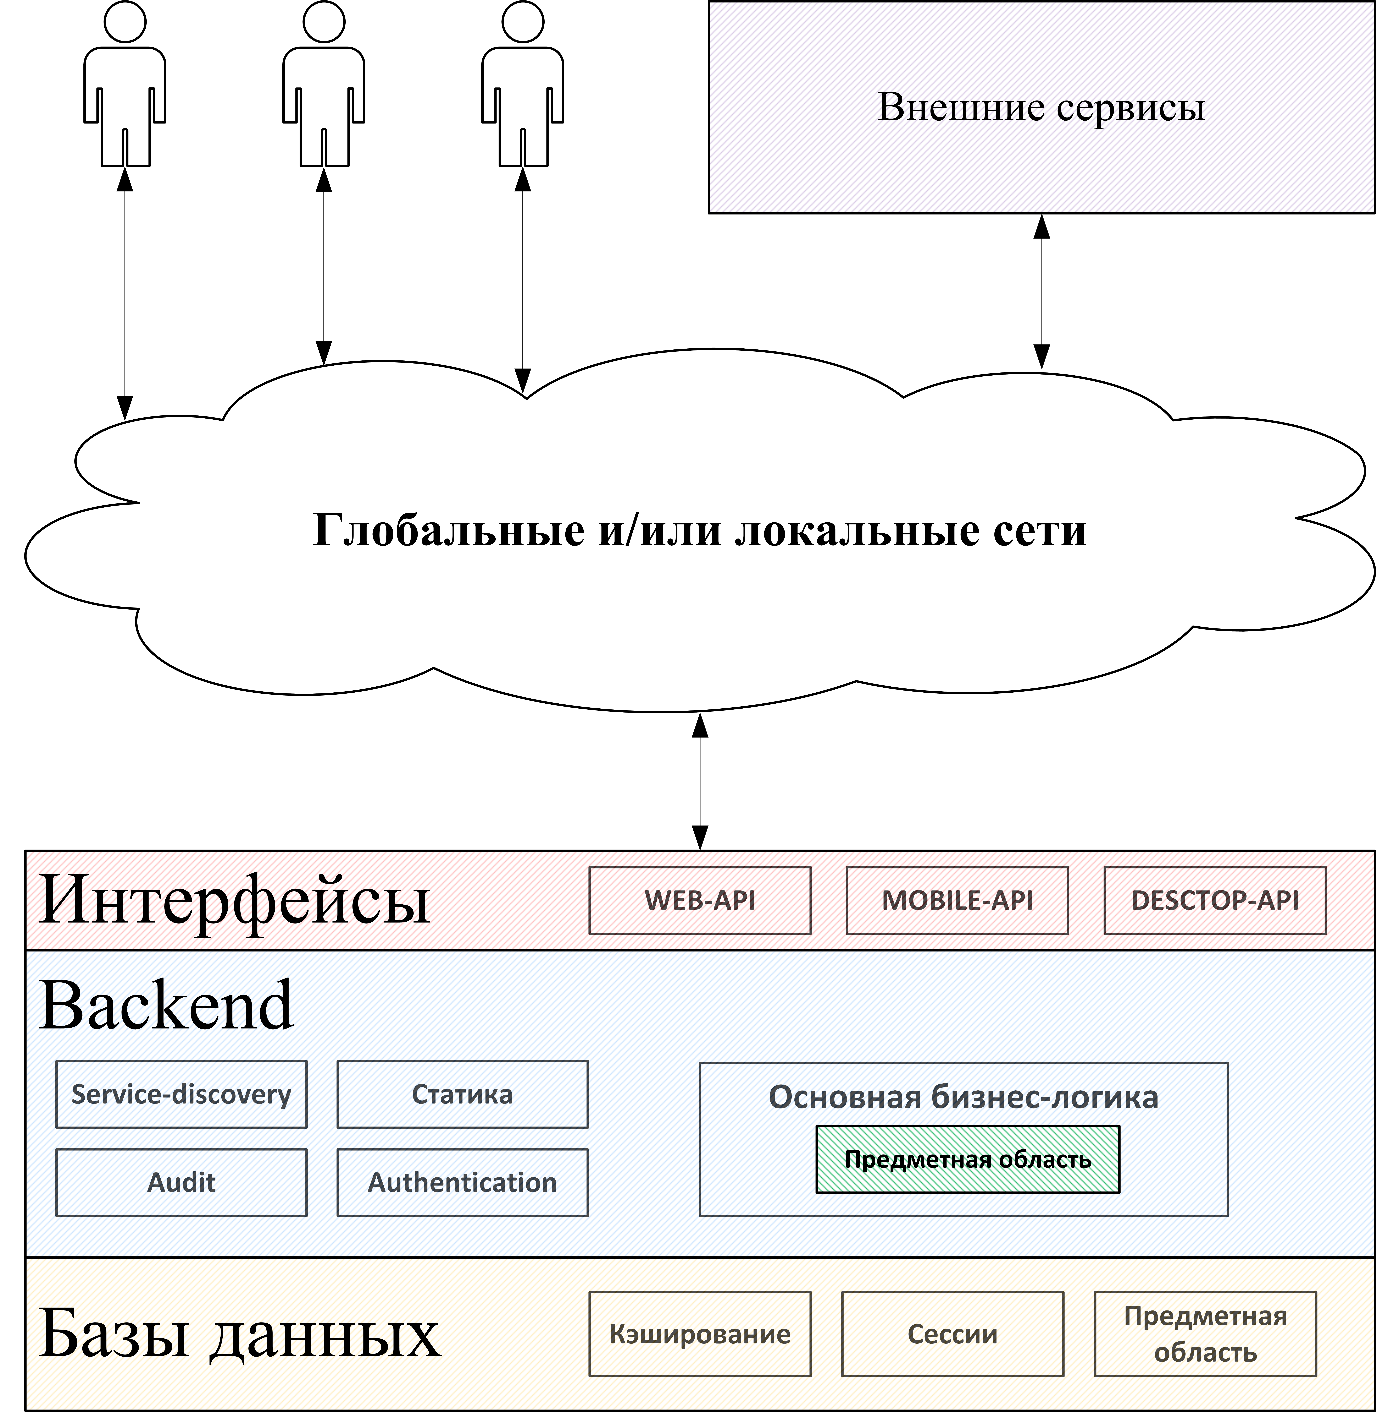 Внешние сервисы
Глобальные и/или локальные сети
Интерфейсы
WEB-API
MOBILE-API
DESCTOP-API
Backend
Service-discovery
Статика
Audit
Authentication
Основная бизнес-логика
Предметная область
Базы данных
Кэширование
Сессии
Предметная
область